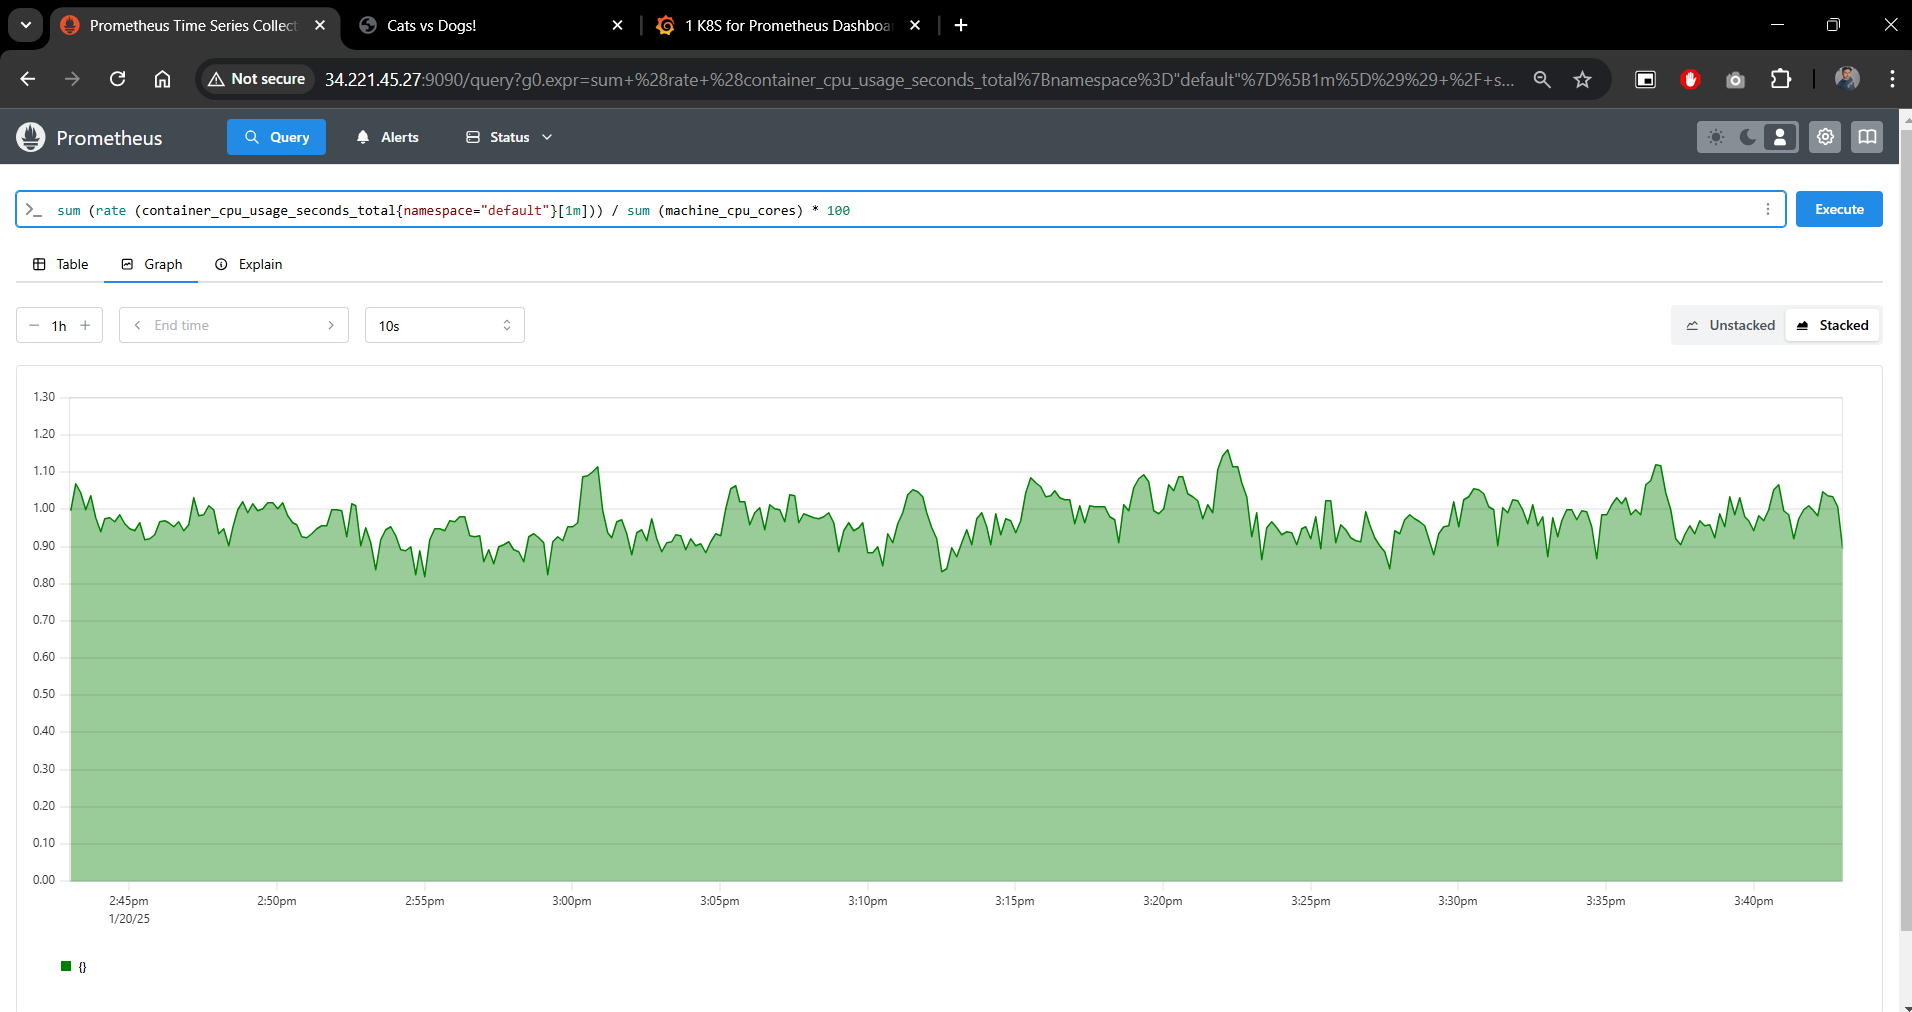 Prometheus Time Series Collect
Cats vs Dogs!
1 K8S for Prometheus Dashboa
Not secure
34.221.45.27:9090/query?g0.expr=sum+%28rate+%28container_cpu_usage_seconds_total%7Bnamespace%3D"default"%7D%5B1m%5D%29%29+%2F+s...
Prometheus
Query
Alerts
Status
>_ sum (rate (container_cpu_usage_seconds_total{namespace="default"}[1m])) / sum (machine_cpu_cores) * 100
Execute
Table
Graph
Explain
− 1h +
End time
10s
Unstacked
Stacked
1.30
1.20
1.10
1.00
0.90
0.80
0.70
0.60
0.50
0.40
0.30
0.20
0.10
0.00
2:45pm 2:50pm 2:55pm 3:00pm 3:05pm 3:10pm 3:15pm 3:20pm 3:25pm 3:30pm 3:35pm 3:40pm
1/20/25
{}